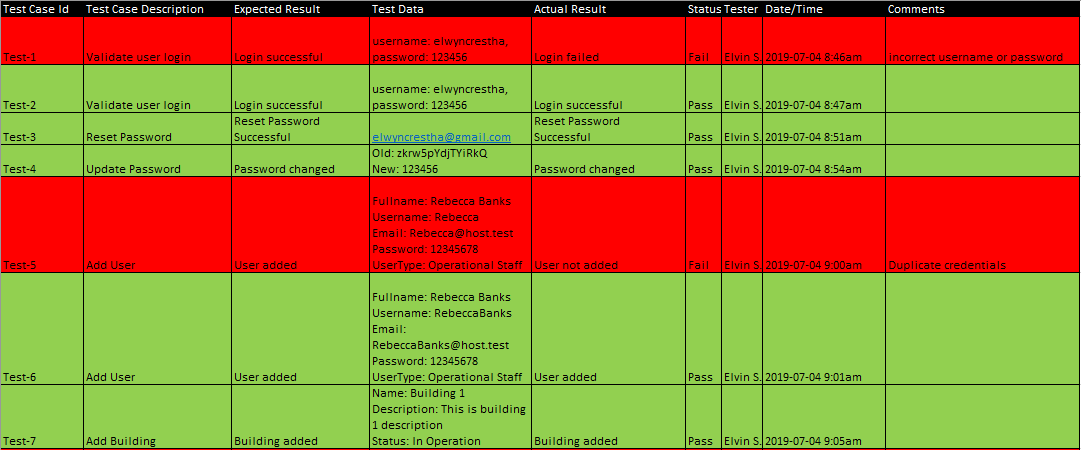 Test Case Id Test Case Description Expected Result Test Data Actual Result Status Tester Date/Time Comments
username: elwyncrestha,
Test-1 Validate user login Login successful password: 123456 Login failed Fail Elvin S. 2019-07-04 8:46am incorrect username or password
username: elwyncrestha,
Test-2 Validate user login Login successful password: 123456 Login successful Pass Elvin S. 2019-07-04 8:47am
Reset Password Reset Password
Test-3 Reset Password Successful elwyncrestha@gmail.com Successful Pass Elvin S. 2019-07-04 8:51am
Old: zkrw5pYdjTYiRkQ
Test-4 Update Password Password changed New: 123456 Password changed Pass Elvin S. 2019-07-04 8:54am
Fullname: Rebecca Banks
Username: Rebecca
Email: Rebecca@host.test
Password: 12345678
Test-5 Add User User added UserType: Operational Staff User not added Fail Elvin S. 2019-07-04 9:00am Duplicate credentials
Fullname: Rebecca Banks
Username: RebeccaBanks
Email:
RebeccaBanks@host.test
Password: 12345678
Test-6 Add User User added UserType: Operational Staff User added Pass Elvin S. 2019-07-04 9:01am
Name: Building 1
Description: This is building
1 description
Test-7 Add Building Building added Status: In Operation Building added Pass Elvin S. 2019-07-04 9:05am